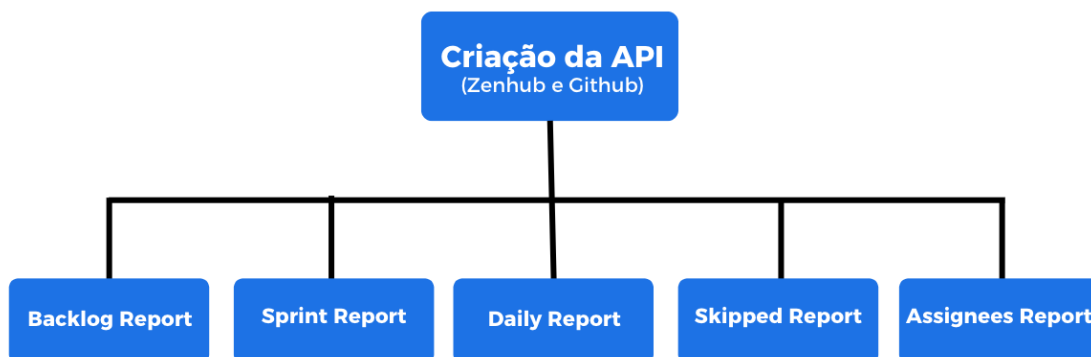 Criação da API
(Zenhub e Github)
Backlog Report
Sprint Report
Daily Report
Skipped Report
Assignees Report